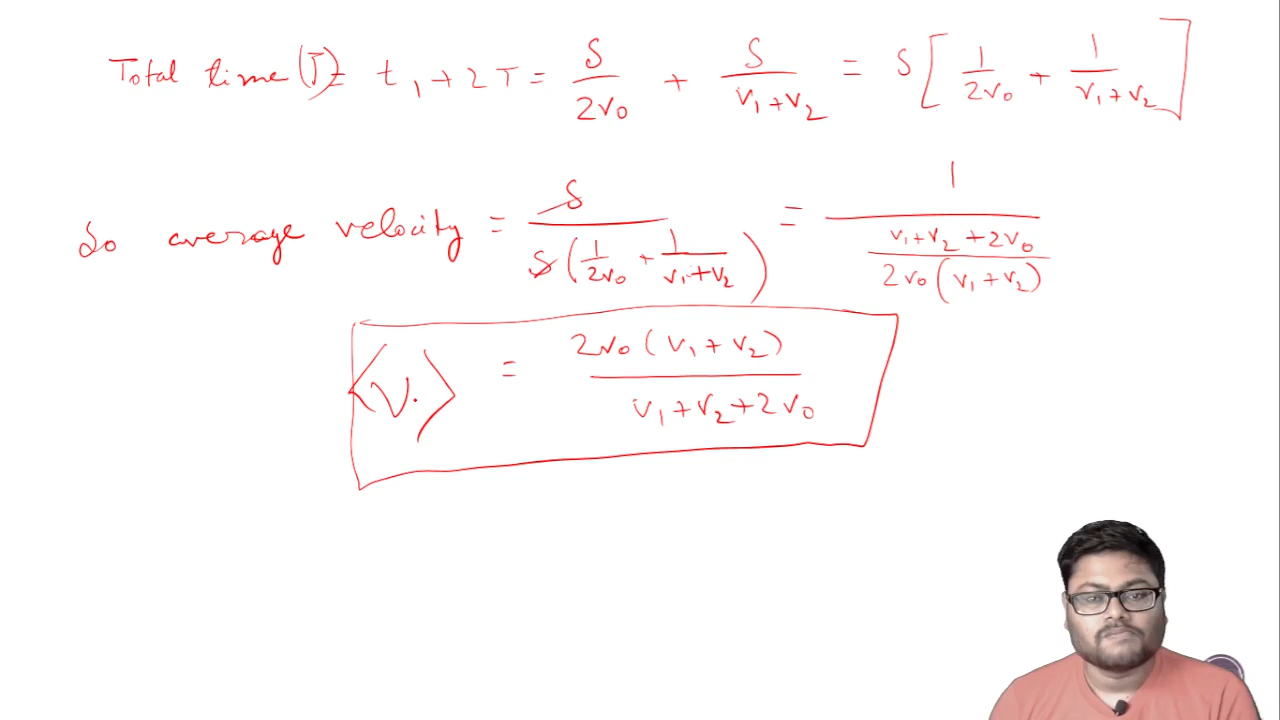 Total time (T) = t₁ + 2T = S/2v₀ + S/(v₁+v₂) = S[1/2v₀ + 1/(v₁+v₂)]
So average velocity = S/(S(1/2v₀ + 1/(v₁+v₂))) = 1/((v₁+v₂+2v₀)/(2v₀(v₁+v₂)))
⟨v.⟩ = 2v₀(v₁+v₂)/(v₁+v₂+2v₀)